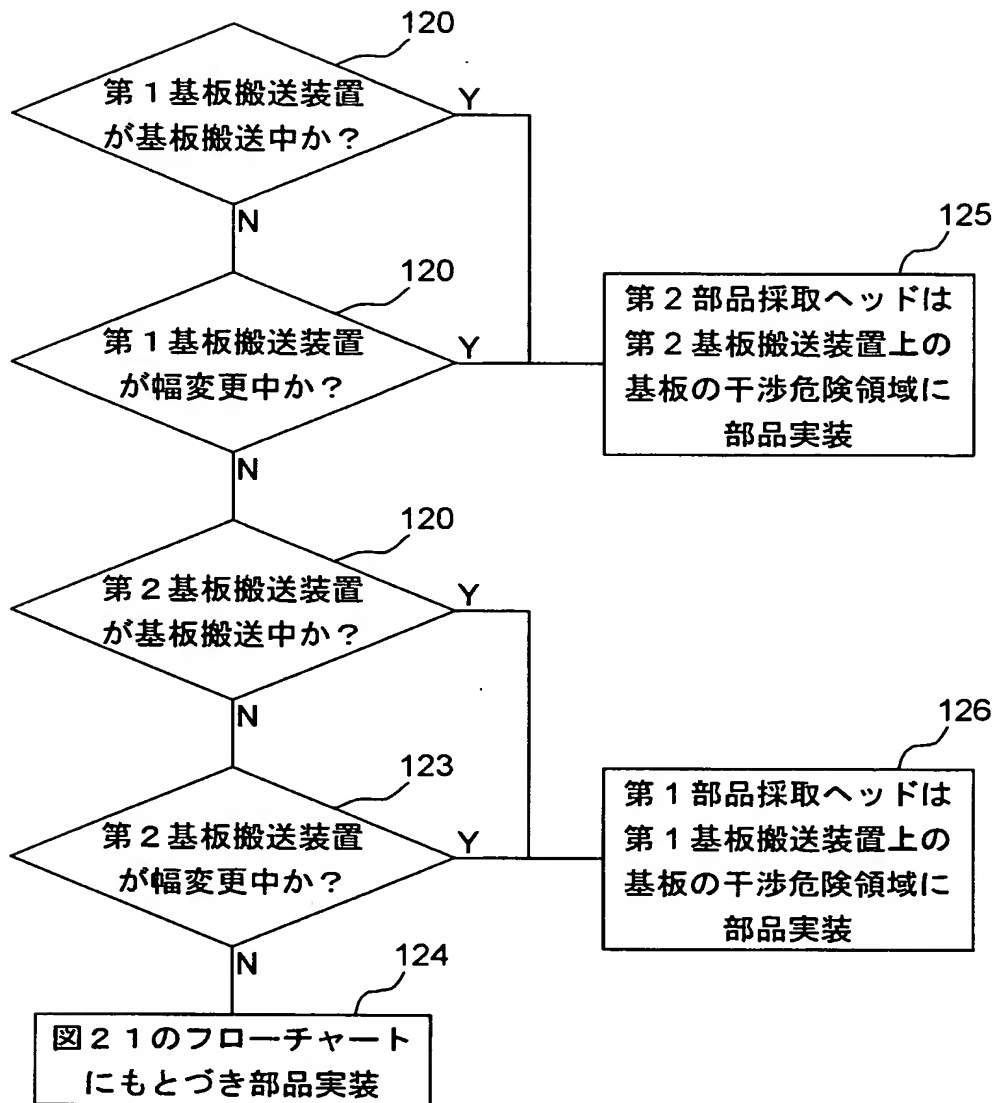 120
第1基板搬送装置
が基板搬送中か?
Y
N
120
第1基板搬送装置
が幅変更中か?
Y
N
125
第2部品採取ヘッドは
第2基板搬送装置上の
基板の干渉危険領域に
部品実装
120
第2基板搬送装置
が基板搬送中か?
Y
N
123
第2基板搬送装置
が幅変更中か?
Y
N
126
第1部品採取ヘッドは
第1基板搬送装置上の
基板の干渉危険領域に
部品実装
124
図21のフローチャート
にもとづき部品実装